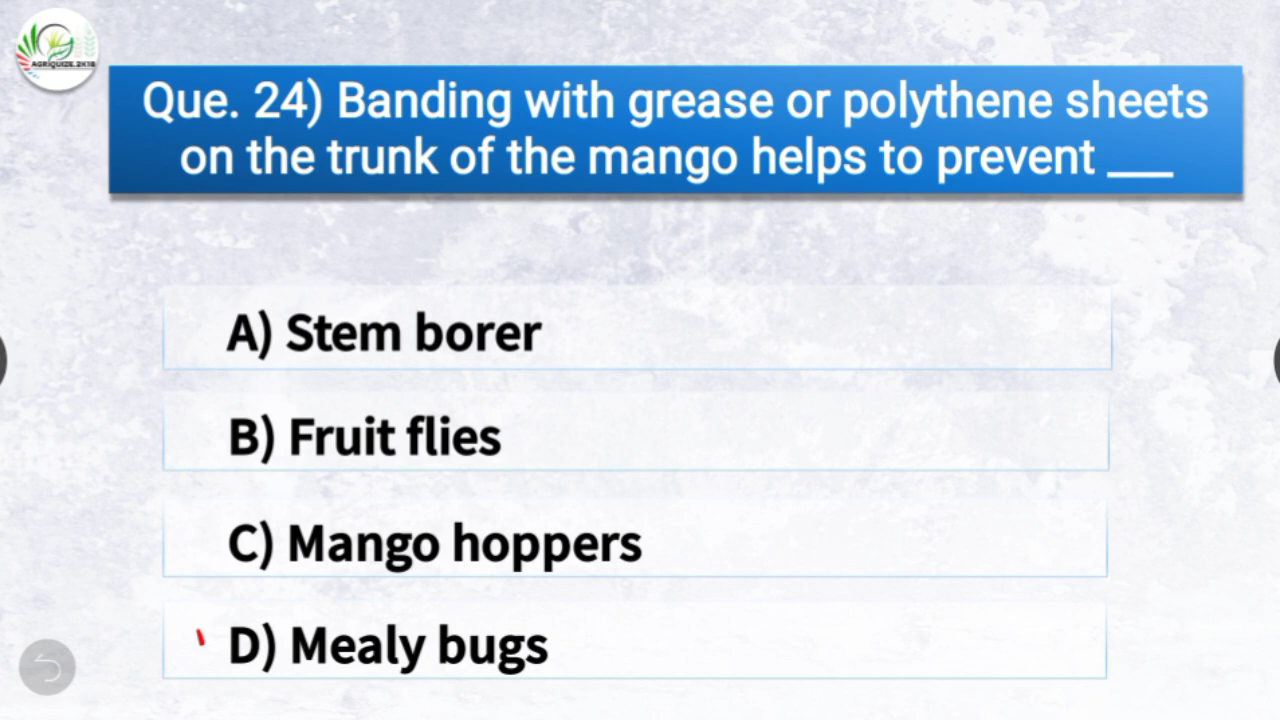 AGRIQUIZE.2K18
Que. 24) Banding with grease or polythene sheets
on the trunk of the mango helps to prevent ___
A) Stem borer
B) Fruit flies
C) Mango hoppers
D) Mealy bugs